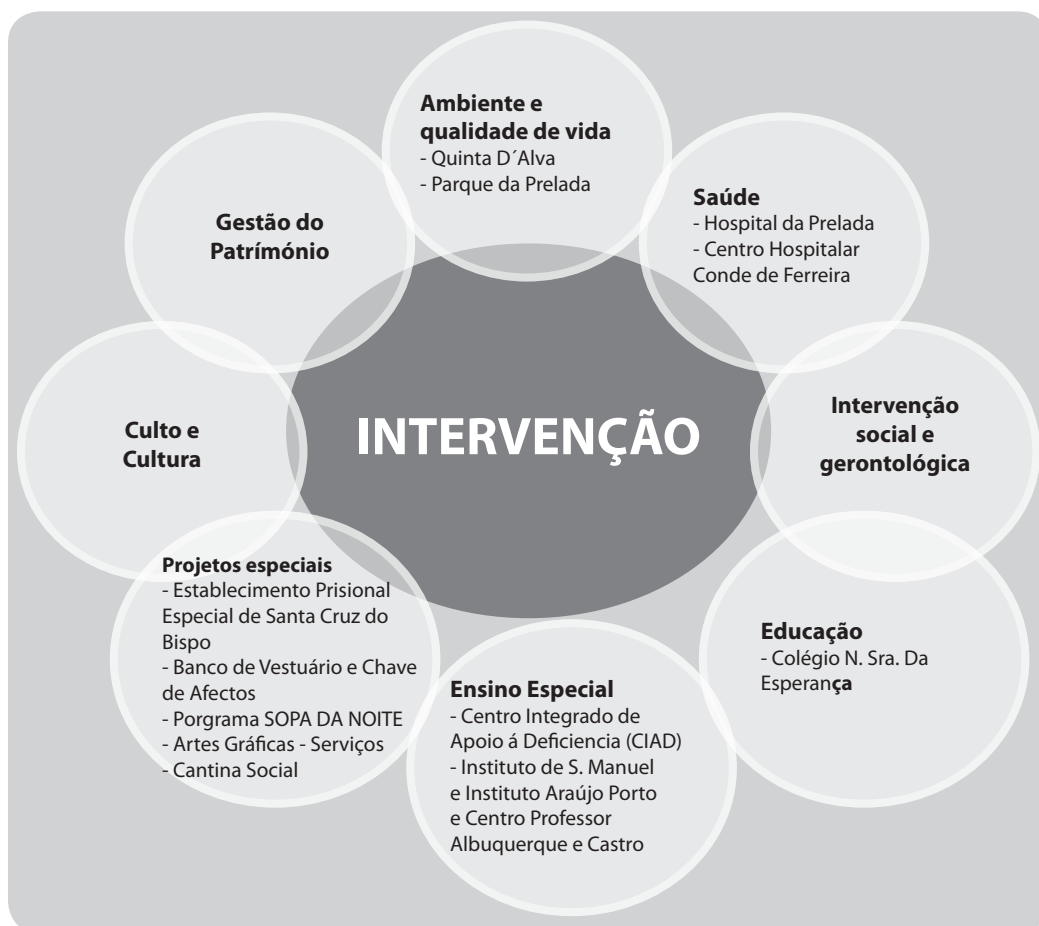 Ambiente e
qualidade de vida
- Quinta D´Alva
- Parque da Prelada
Saúde
- Hospital da Prelada
- Centro Hospitalar
Conde de Ferreira
Gestão do
Patrímónio
Intervenção
social e
gerontológica
Culto e
Cultura
INTERVENÇÃO
Projetos especiais
- Establecimento Prisional
Especial de Santa Cruz do
Bispo
- Banco de Vestuário e Chave
de Afectos
- Porgrama SOPA DA NOITE
- Artes Gráficas - Serviços
- Cantina Social
Educação
- Colégio N. Sra. Da
Esperança
Ensino Especial
- Centro Integrado de
Apoio á Deficiencia (CIAD)
- Instituto de S. Manuel
e Instituto Araújo Porto
e Centro Professor
Albuquerque e Castro